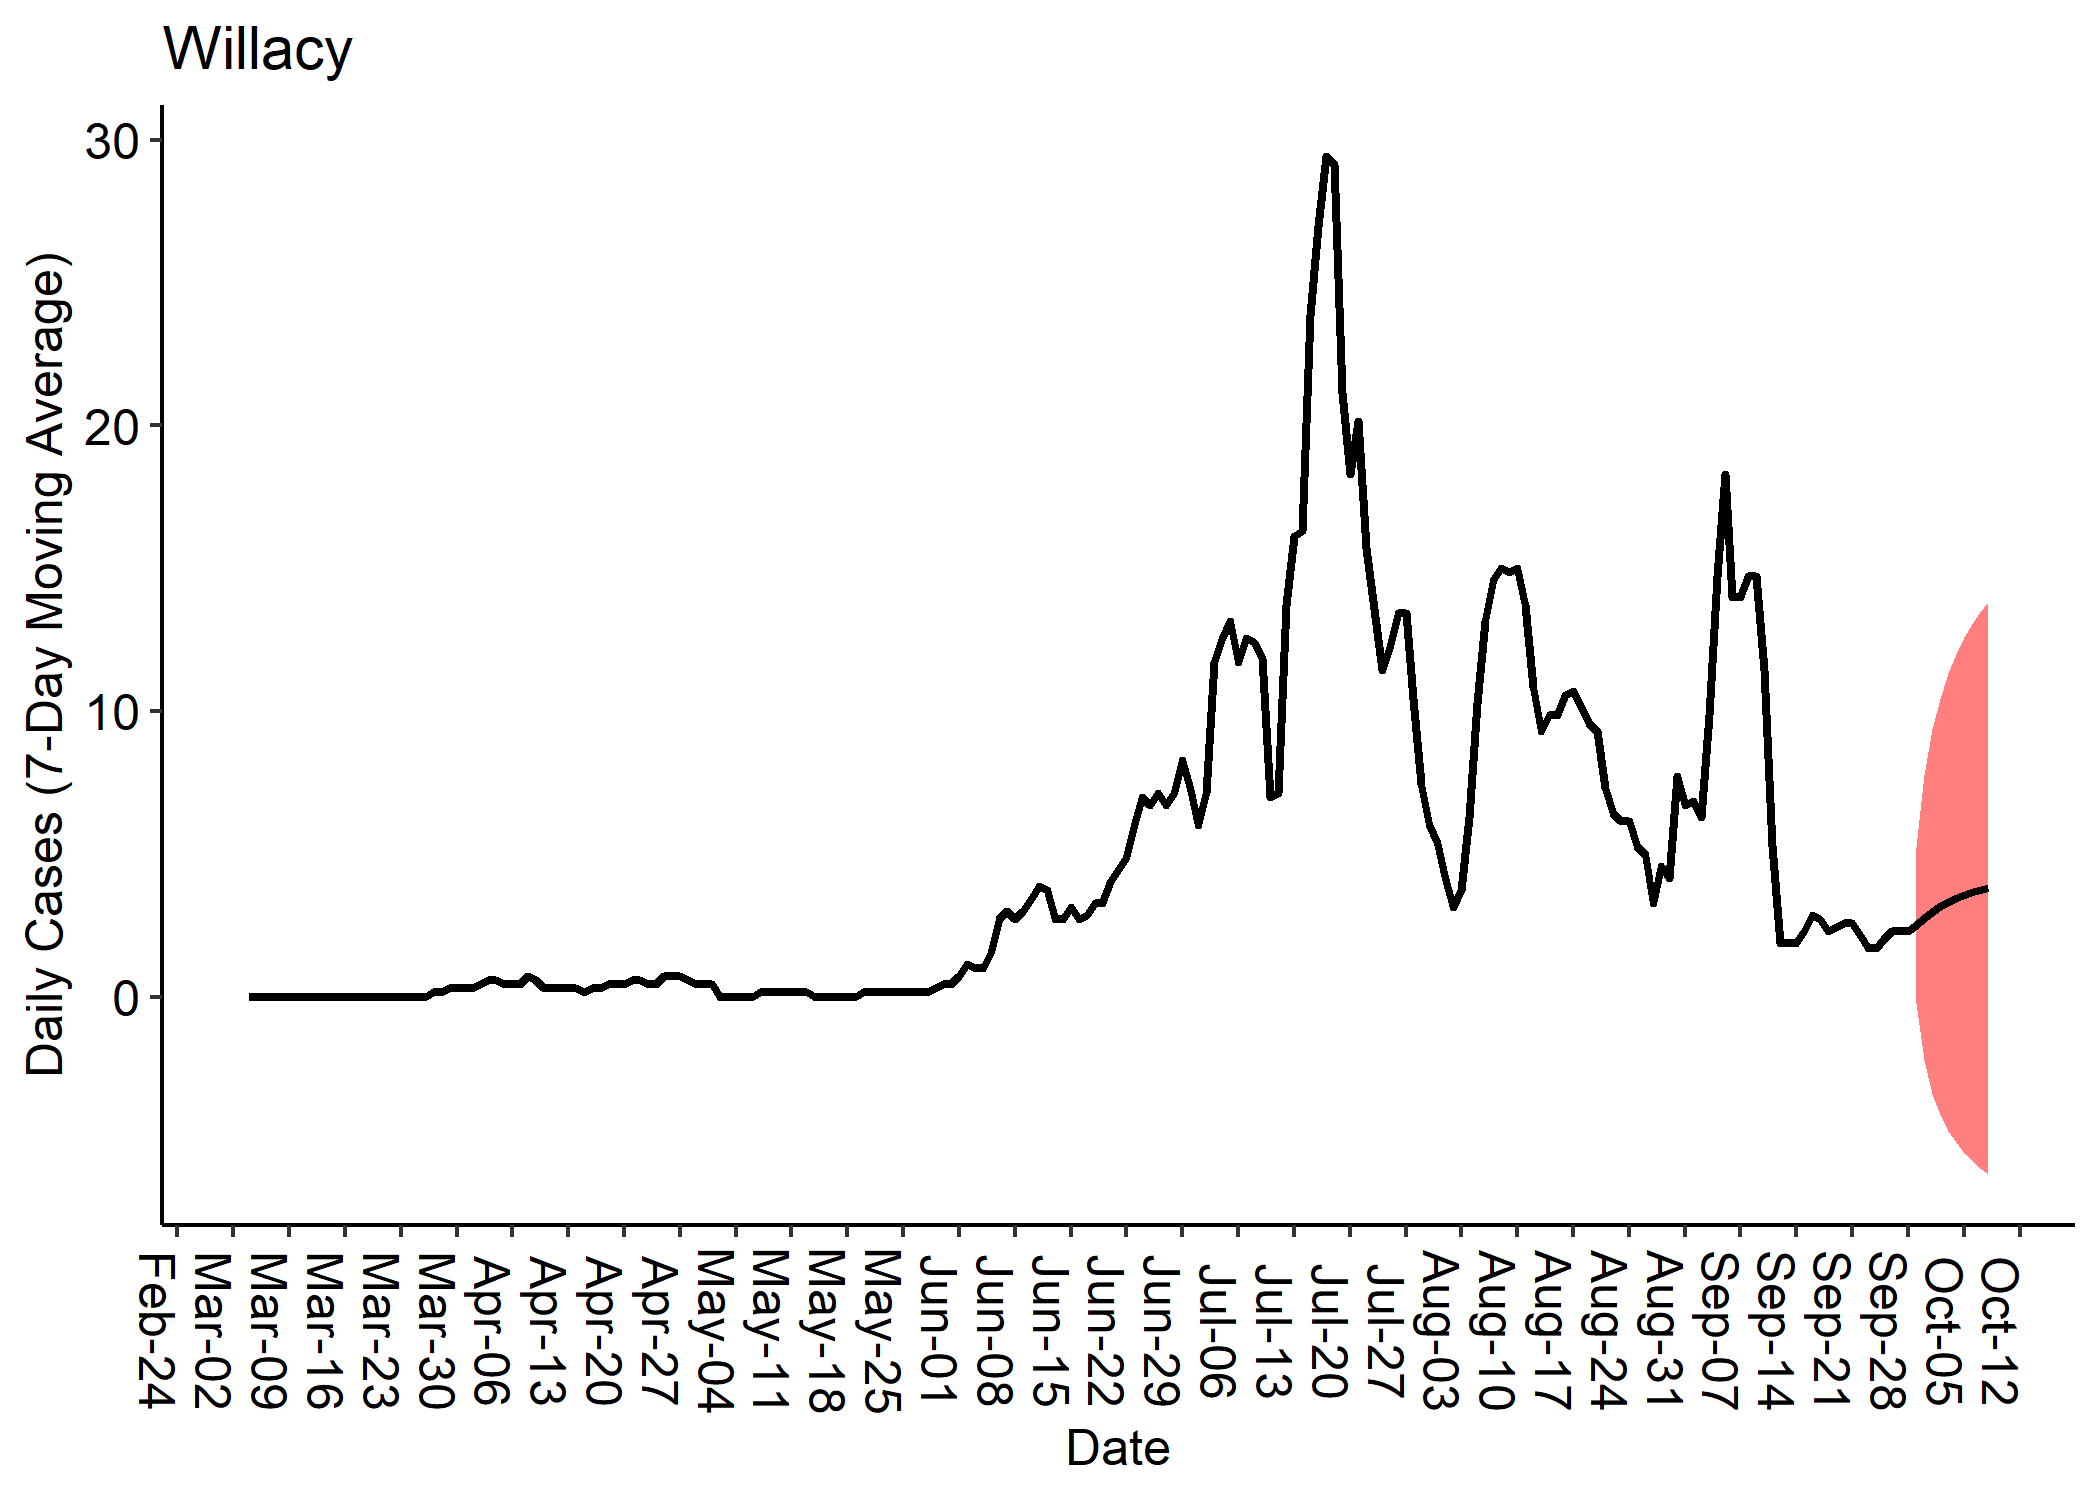 Willacy
Daily Cases (7-Day Moving Average)
30
20
10
0
Feb-24
Mar-02
Mar-09
Mar-16
Mar-23
Mar-30
Apr-06
Apr-13
Apr-20
Apr-27
May-04
May-11
May-18
May-25
Jun-01
Jun-08
Jun-15
Jun-22
Jun-29
Jul-06
Jul-13
Jul-20
Jul-27
Aug-03
Aug-10
Aug-17
Aug-24
Aug-31
Sep-07
Sep-14
Sep-21
Sep-28
Oct-05
Oct-12
Date